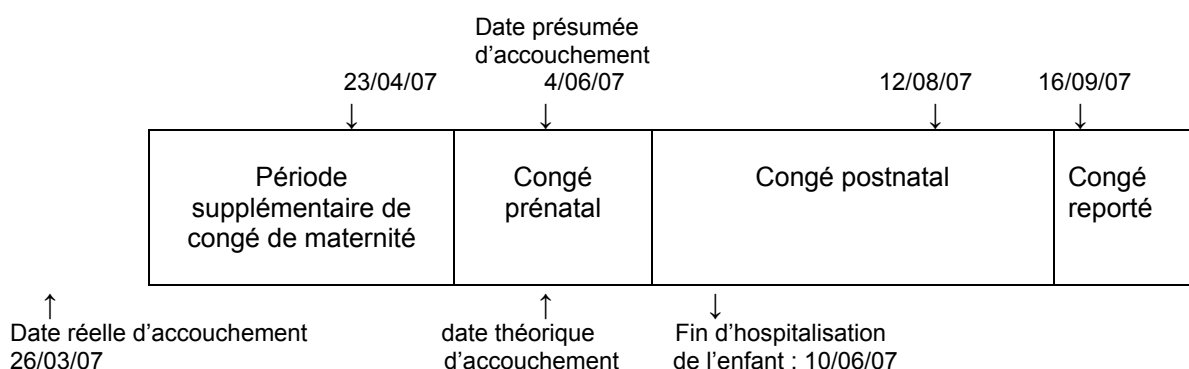 Date présumée
d’accouchement
23/04/07 4/06/07 12/08/07 16/09/07
↓ ↓ ↓ ↓
Période
supplémentaire de
congé de maternité
Congé
prénatal
Congé postnatal
Congé
reporté
↑ ↑ ↓
Date réelle d’accouchement
26/03/07
date théorique
d’accouchement
Fin d’hospitalisation
de l’enfant : 10/06/07